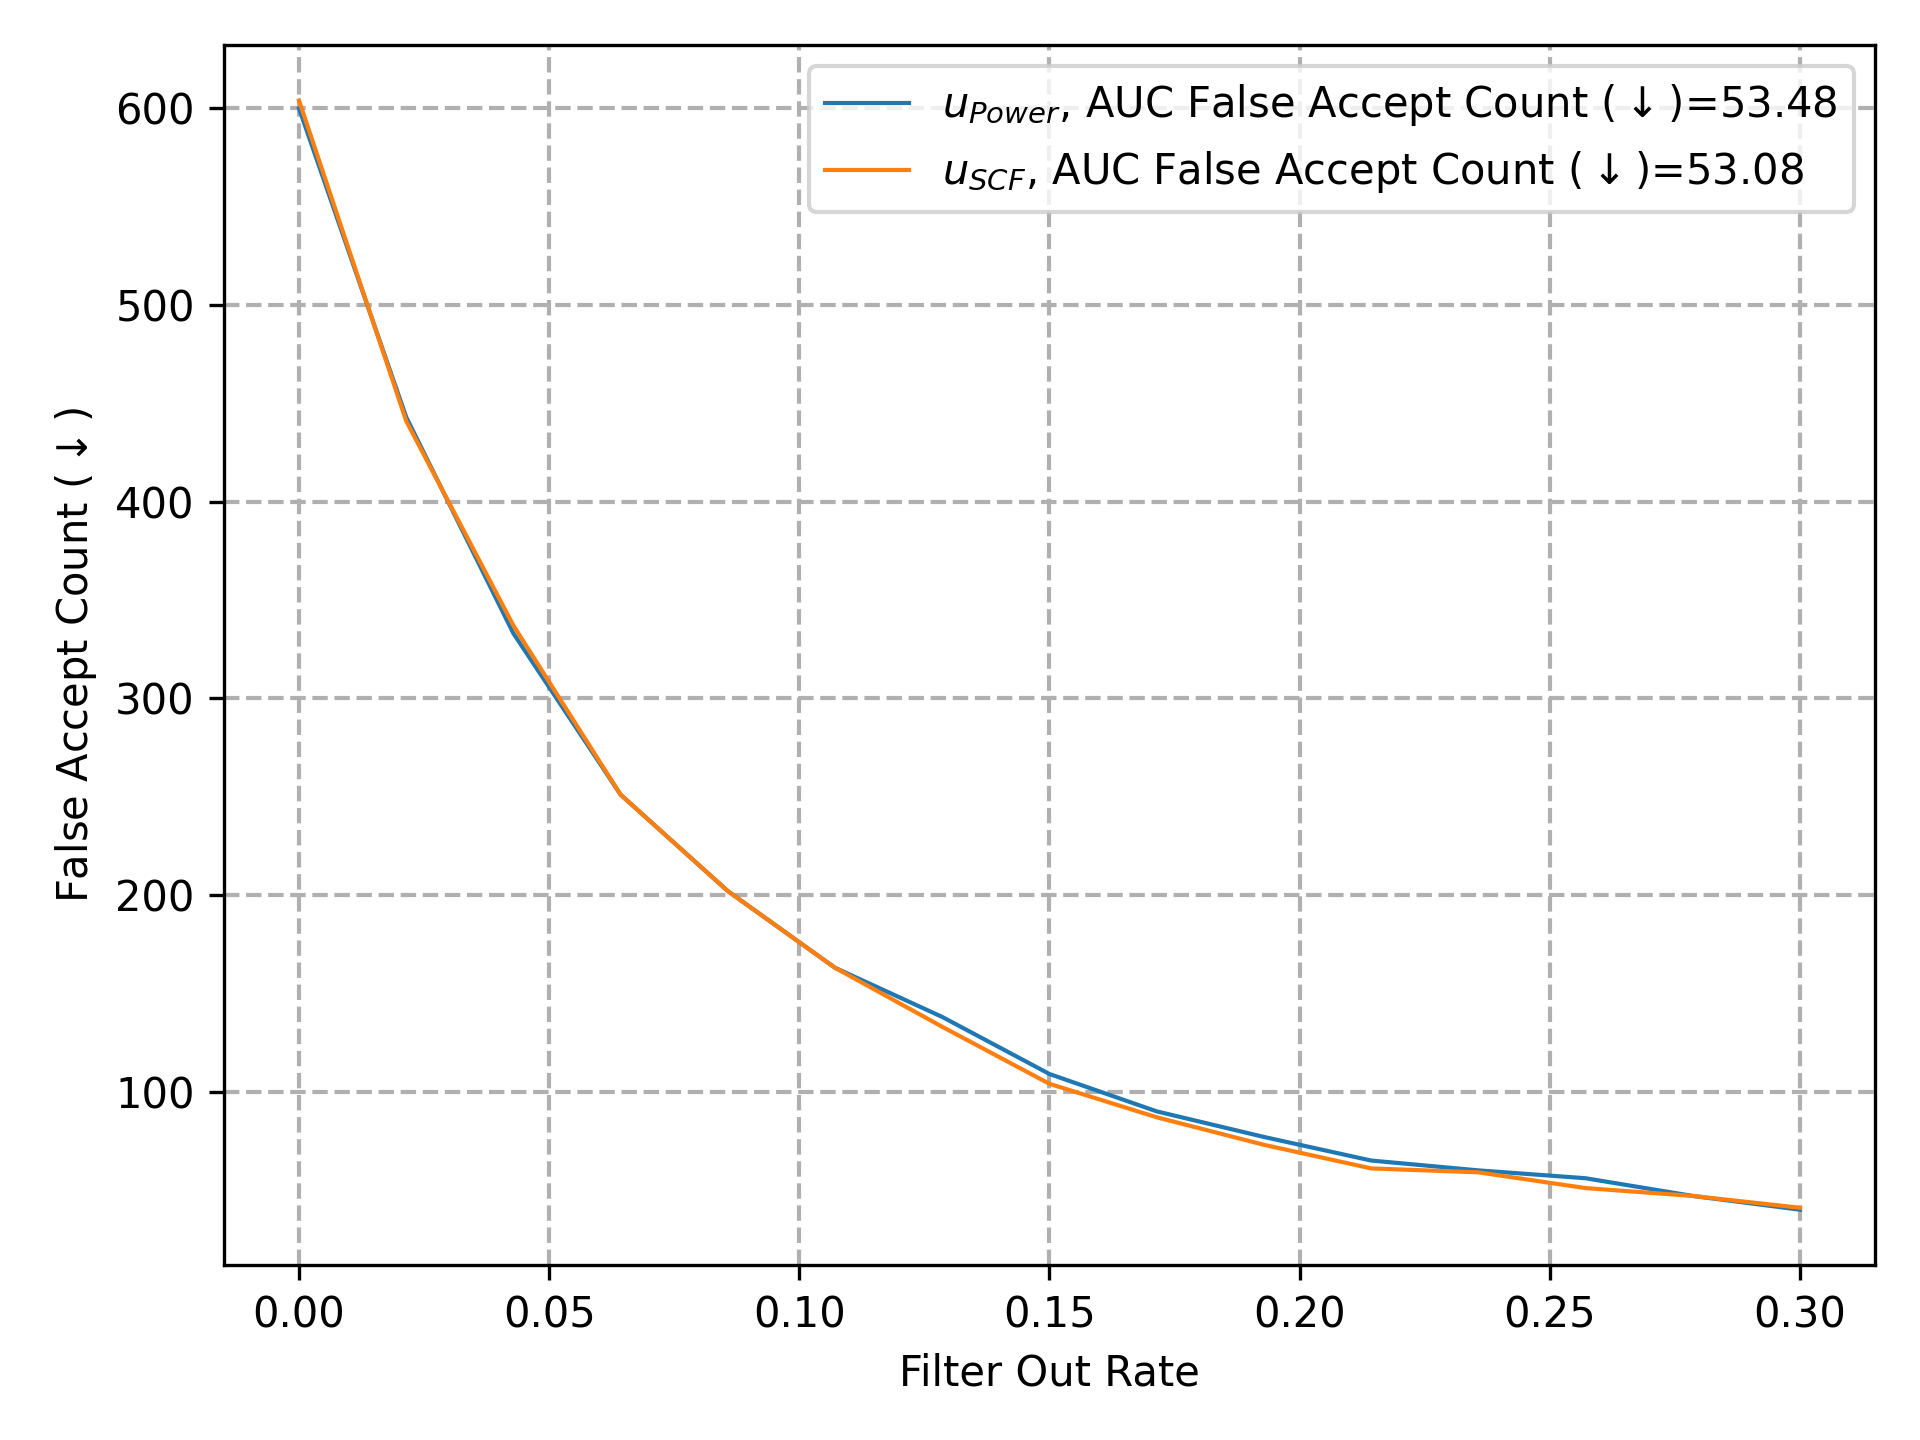 u_Power, AUC False Accept Count (↓)=53.48
u_SCF, AUC False Accept Count (↓)=53.08
False Accept Count (↓)
600
500
400
300
200
100
0.00 0.05 0.10 0.15 0.20 0.25 0.30
Filter Out Rate